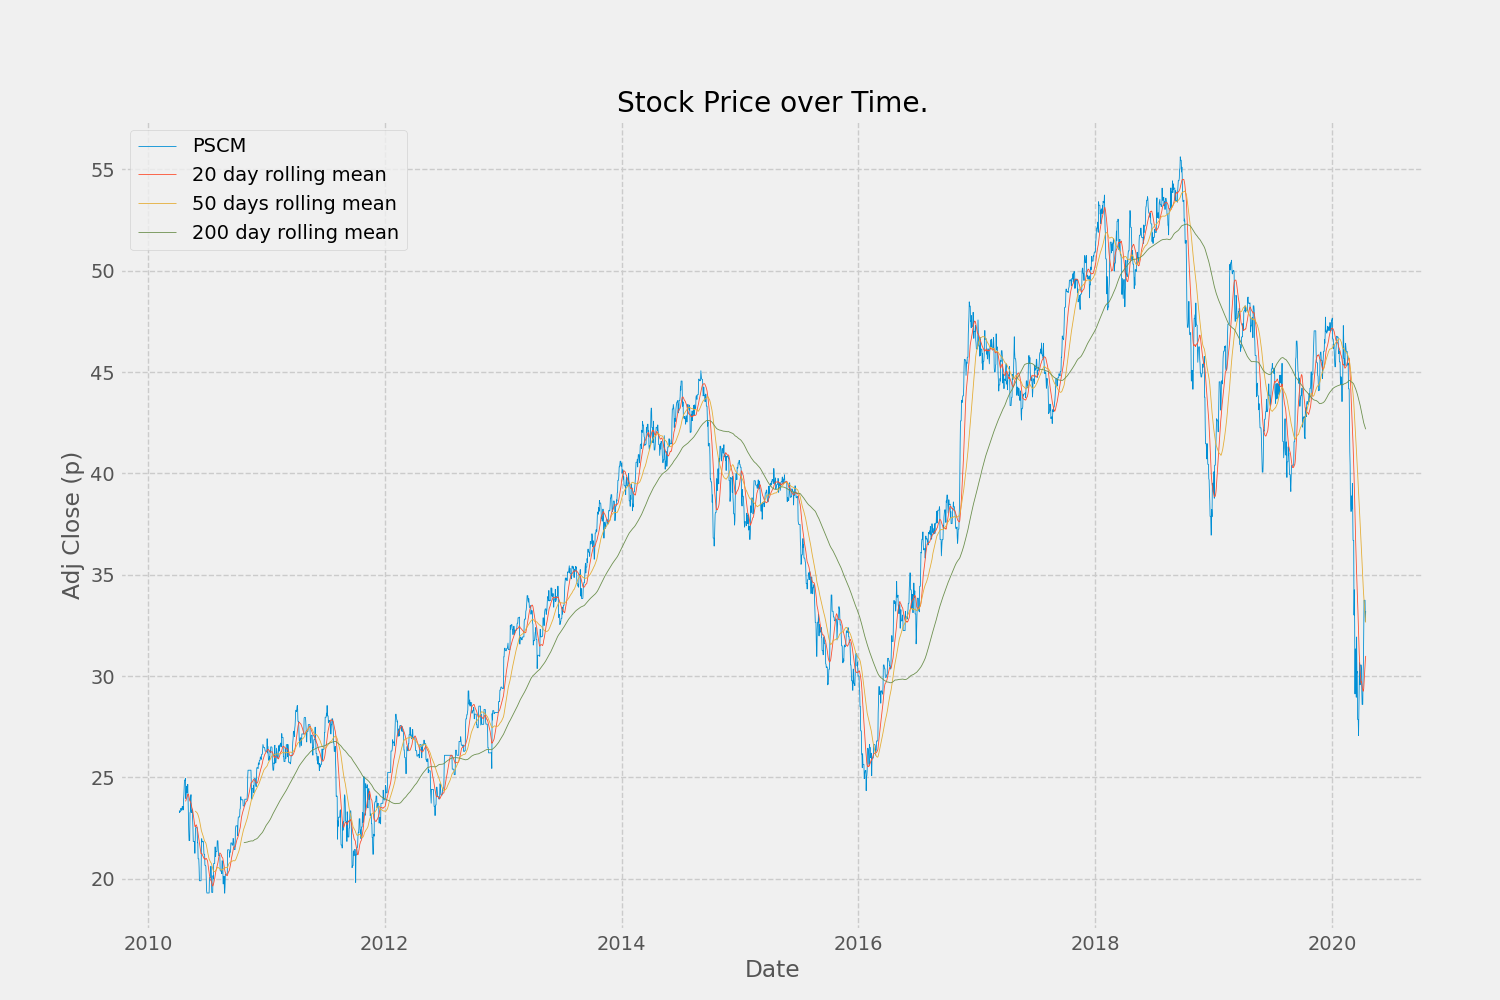 Stock Price over Time.
PSCM
20 day rolling mean
50 days rolling mean
200 day rolling mean
55
50
45
40
35
30
25
20
Adj Close (p)
2010 2012 2014 2016 2018 2020
Date